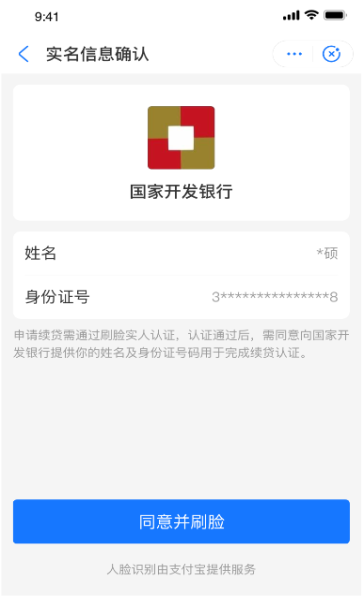 9:41
实名信息确认
国家开发银行
姓名 *硕
身份证号 3****************8
申请续贷需通过刷脸实人认证，认证通过后，需同意向国家开
发银行提供你的姓名及身份证号码用于完成续贷认证。
同意并刷脸
人脸识别由支付宝提供服务